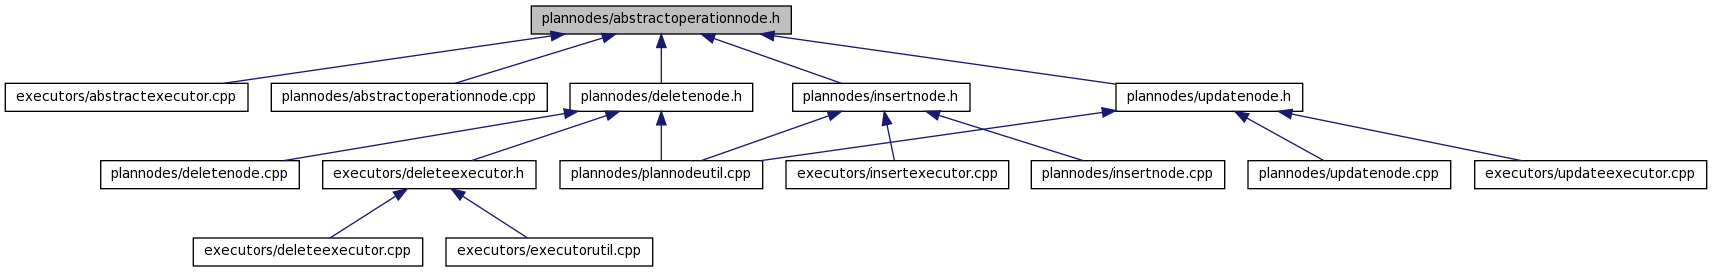 plannodes/abstractoperationnode.h
executors/abstractexecutor.cpp
plannodes/abstractoperationnode.cpp
plannodes/deletenode.h
plannodes/insertnode.h
plannodes/updatenode.h
plannodes/deletenode.cpp
executors/deleteexecutor.h
plannodes/plannodeutil.cpp
executors/insertexecutor.cpp
plannodes/insertnode.cpp
plannodes/updatenode.cpp
executors/updateexecutor.cpp
executors/deleteexecutor.cpp
executors/executorutil.cpp